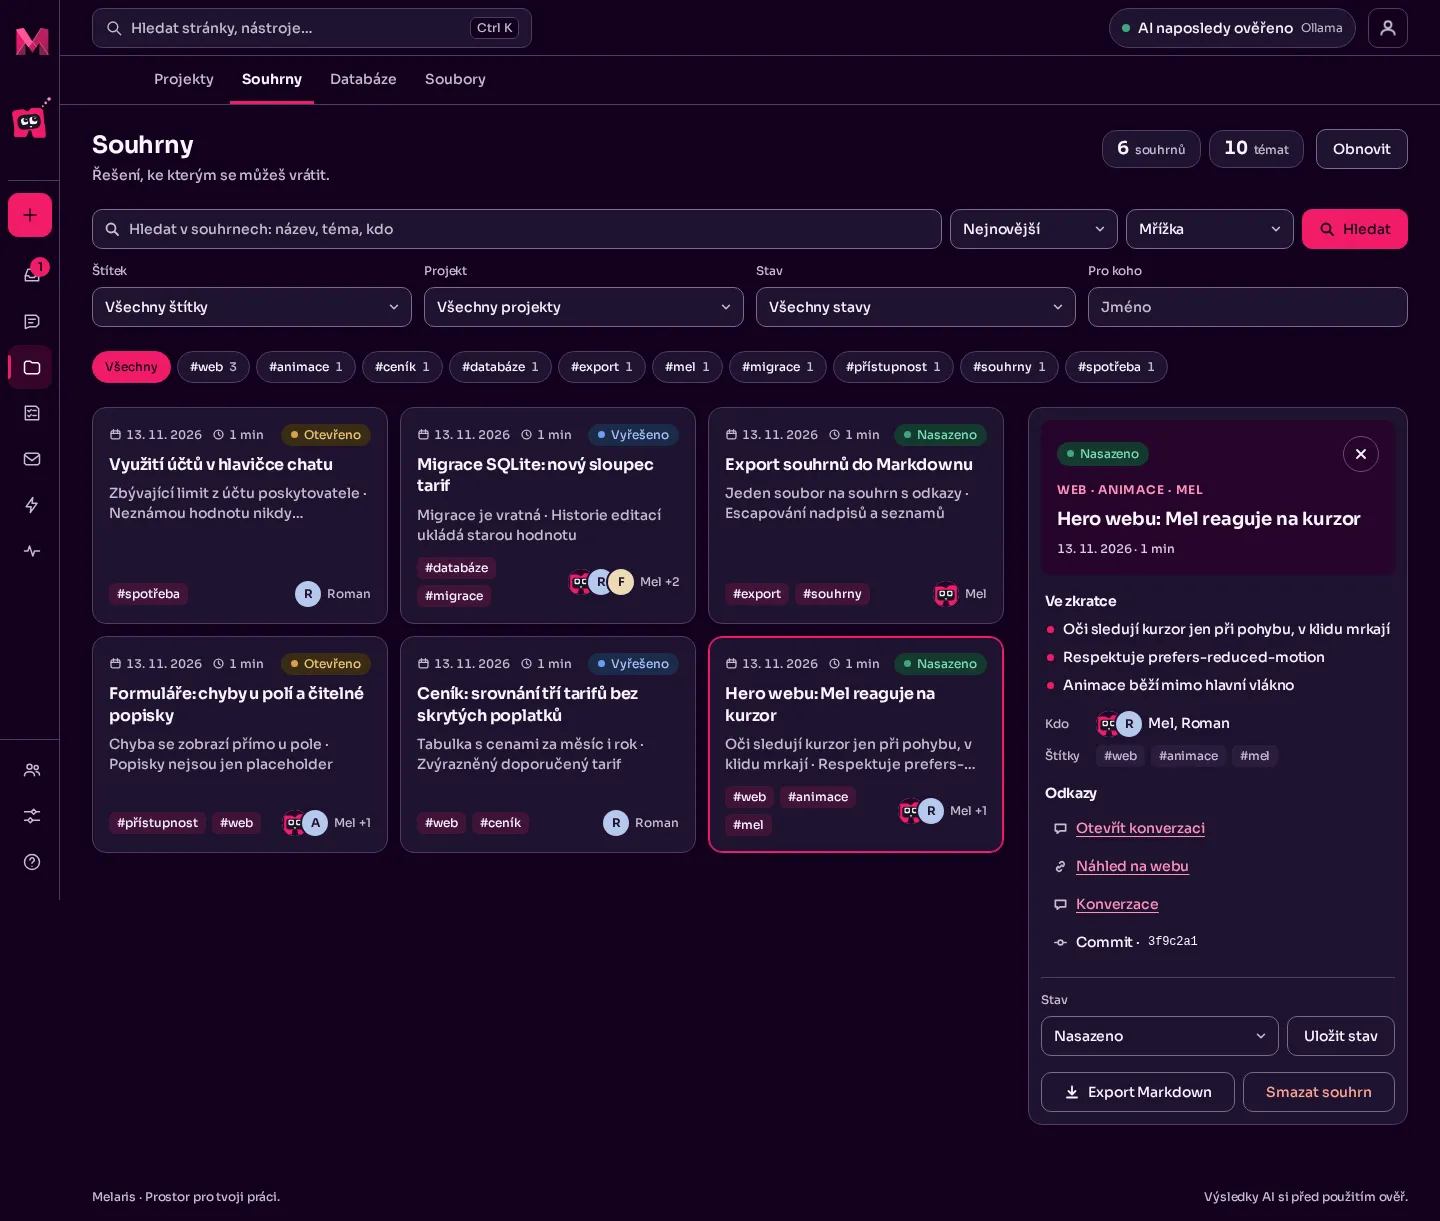 Hledat stránky, nástroje...
Ctrl K
AI naposledy ověřeno Ollama
Projekty
Souhrny
Databáze
Soubory
Souhrny
Řešení, ke kterým se můžeš vrátit.
6 souhrnů
10 témat
Obnovit
1
Hledat v souhrnech: název, téma, kdo
Nejnovější
Mřížka
Hledat
Štítek
Projekt
Stav
Pro koho
Všechny štítky
Všechny projekty
Všechny stavy
Jméno
Všechny
#web 3
#animace 1
#ceník 1
#databáze 1
#export 1
#mel 1
#migrace 1
#přístupnost 1
#souhrny 1
#spotřeba 1
13. 11. 2026 1 min Otevřeno
Využití účtů v hlavičce chatu
Zbývající limit z účtu poskytovatele ·
Neznámou hodnotu nikdy…
#spotřeba
R Roman
13. 11. 2026 1 min Vyřešeno
Migrace SQLite: nový sloupec
tarif
Migrace je vratná · Historie editací
ukládá starou hodnotu
#databáze
#migrace
R F Mel +2
13. 11. 2026 1 min Nasazeno
Export souhrnů do Markdownu
Jeden soubor na souhrn s odkazy ·
Escapování nadpisů a seznamů
#export #souhrny
Mel
13. 11. 2026 1 min Otevřeno
Formuláře: chyby u polí a čitelné
popisky
Chyba se zobrazí přímo u pole ·
Popisky nejsou jen placeholder
#přístupnost #web
A Mel +1
13. 11. 2026 1 min Vyřešeno
Ceník: srovnání tří tarifů bez
skrytých poplatků
Tabulka s cenami za měsíc i rok ·
Zvýrazněný doporučený tarif
#web #ceník
R Roman
13. 11. 2026 1 min Nasazeno
Hero webu: Mel reaguje na
kurzor
Oči sledují kurzor jen při pohybu, v
klidu mrkají · Respektuje prefers-…
#web #animace
#mel
R Mel +1
Nasazeno
WEB · ANIMACE · MEL
Hero webu: Mel reaguje na kurzor
13. 11. 2026 · 1 min
Ve zkratce
Oči sledují kurzor jen při pohybu, v klidu mrkají
Respektuje prefers-reduced-motion
Animace běží mimo hlavní vlákno
Kdo R Mel, Roman
Štítky #web #animace #mel
Odkazy
Otevřít konverzaci
Náhled na webu
Konverzace
Commit · 3f9c2a1
Stav
Nasazeno
Uložit stav
Export Markdown
Smazat souhrn
Melaris · Prostor pro tvoji práci.
Výsledky AI si před použitím ověř.